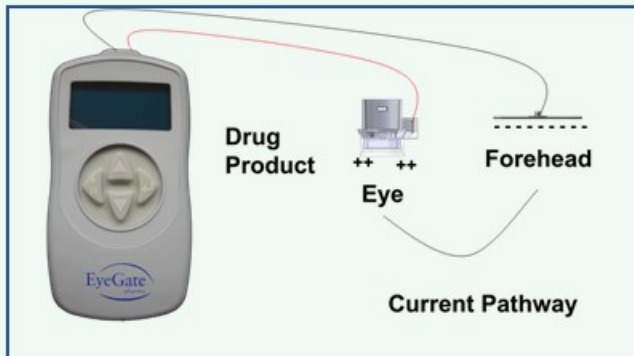 Drug
Product
++ ++
Eye
Forehead
EyeGate
pharma
Current Pathway